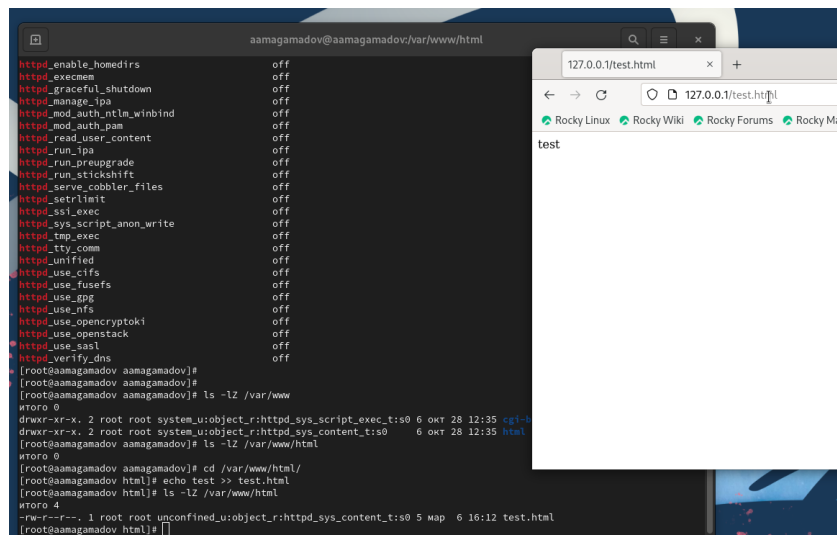 aamagamadov@aamagamadov:/var/www/html
httpd_enable_homedirs off
httpd_execmem off
httpd_graceful_shutdown off
httpd_manage_ipa off
httpd_mod_auth_ntlm_winbind off
httpd_mod_auth_pam off
httpd_read_user_content off
httpd_run_ipa off
httpd_run_preupgrade off
httpd_run_stickshift off
httpd_serve_cobbler_files off
httpd_setrlimit off
httpd_ssi_exec off
httpd_sys_script_anon_write off
httpd_tmp_exec off
httpd_tty_comm off
httpd_unified off
httpd_use_cifs off
httpd_use_fusefs off
httpd_use_gpg off
httpd_use_nfs off
httpd_use_opencryptoki off
httpd_use_openstack off
httpd_use_sasl off
httpd_verify_dns off
[root@aamagamadov aamagamadov]#
[root@aamagamadov aamagamadov]#
[root@aamagamadov aamagamadov]# ls -lZ /var/www
итого 0
drwxr-xr-x. 2 root root system_u:object_r:httpd_sys_script_exec_t:s0 6 окт 28 12:35 cgi-b
drwxr-xr-x. 2 root root system_u:object_r:httpd_sys_content_t:s0 6 окт 28 12:35 html
[root@aamagamadov aamagamadov]# ls -lZ /var/www/html
итого 0
[root@aamagamadov aamagamadov]# cd /var/www/html/
[root@aamagamadov html]# echo test >> test.html
[root@aamagamadov html]# ls -lZ /var/www/html
итого 4
-rw-r--r--. 1 root root unconfined_u:object_r:httpd_sys_content_t:s0 5 мар 6 16:12 test.html
[root@aamagamadov html]#
127.0.0.1/test.html
127.0.0.1/test.html
Rocky Linux Rocky Wiki Rocky Forums Rocky Ma
test